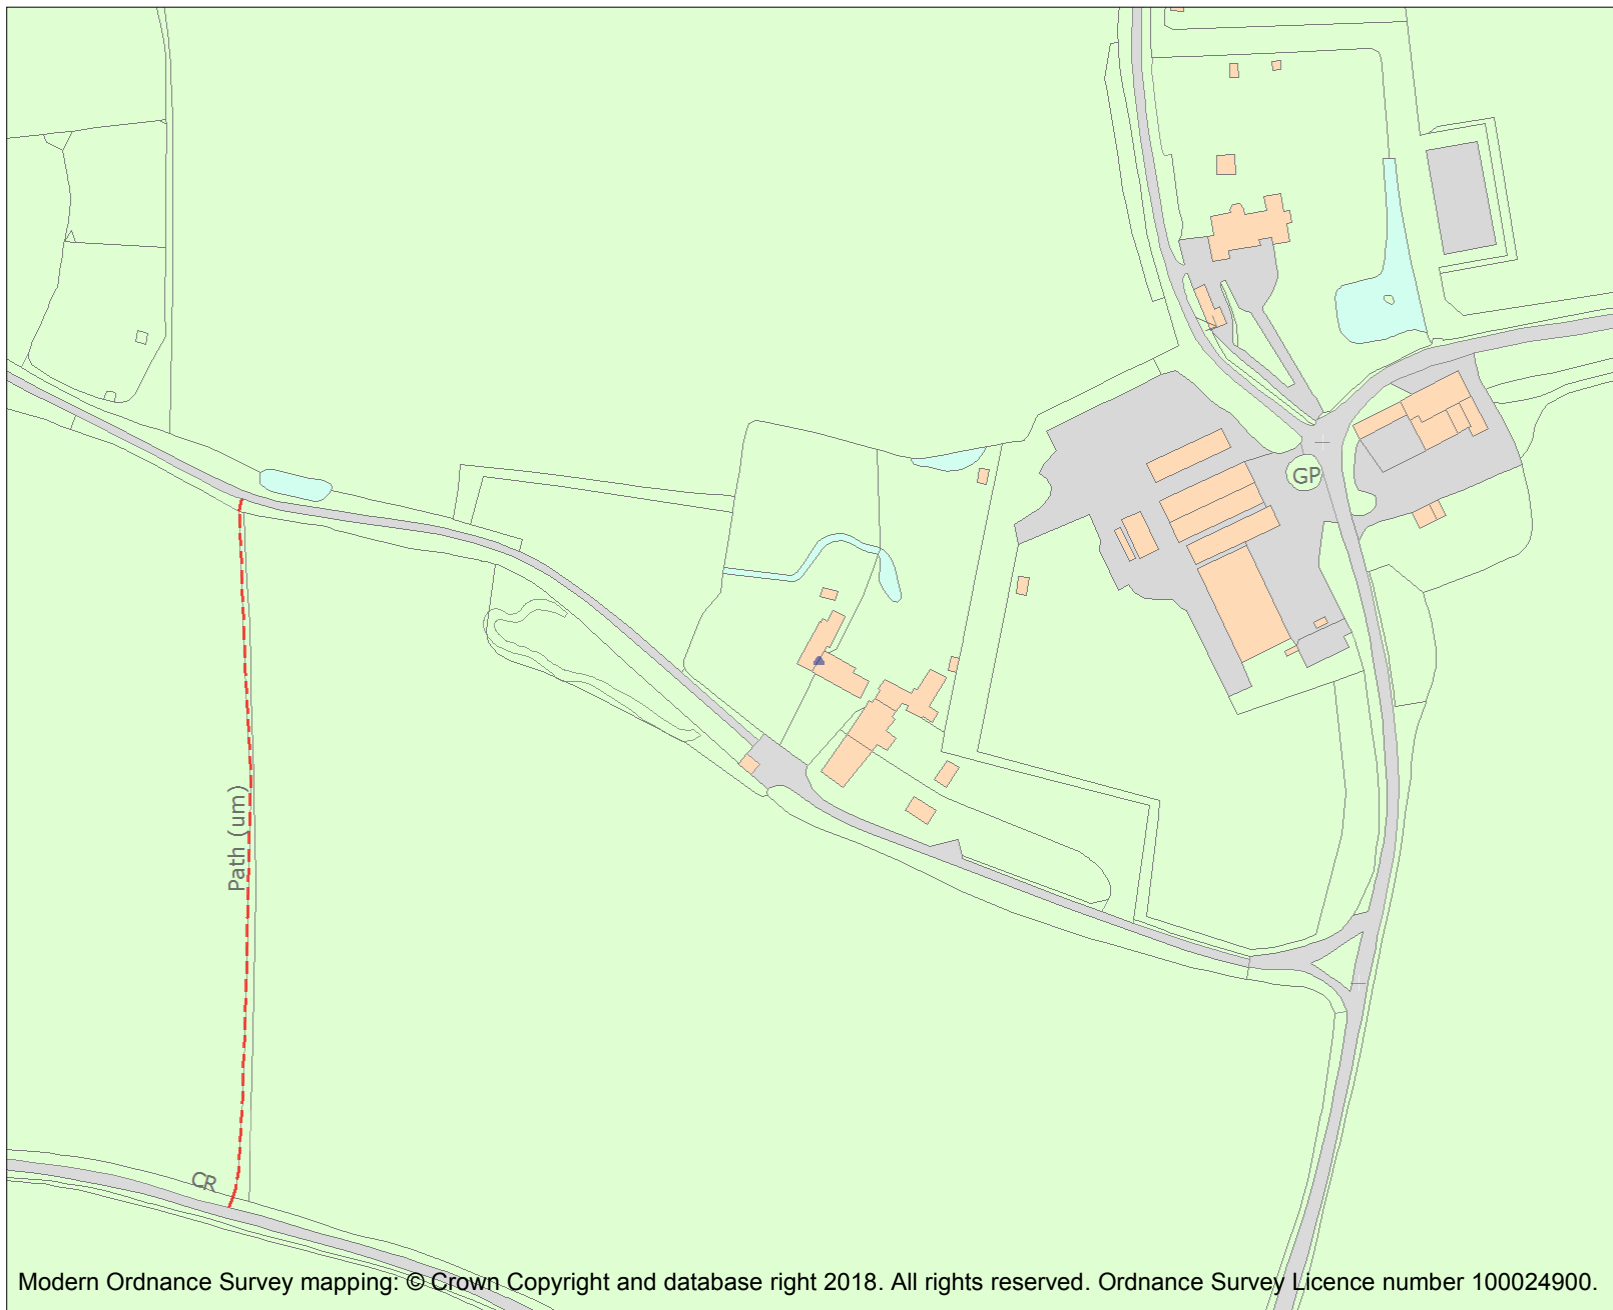 GP
Path (um)
CR
Modern Ordnance Survey mapping: © Crown Copyright and database right 2018. All rights reserved. Ordnance Survey Licence number 100024900.